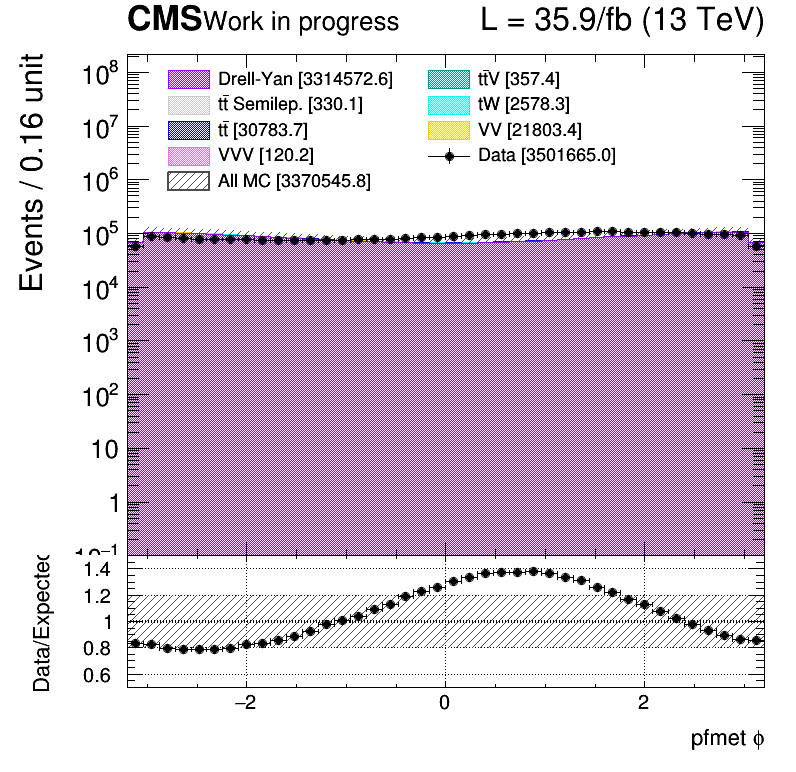 CMS Work in progress L = 35.9/fb (13 TeV)
Events / 0.16 unit
10⁸
10⁷
10⁶
10⁵
10⁴
10³
10²
10
1
10⁻¹
Drell-Yan [3314572.6]
tt̄ Semilep. [330.1]
tt̄ [30783.7]
VVV [120.2]
All MC [3370545.8]
tt̄V [357.4]
tW [2578.3]
VV [21803.4]
Data [3501665.0]
Data/Expected
1.4
1.2
1
0.8
0.6
−2 0 2
pfmet ϕ